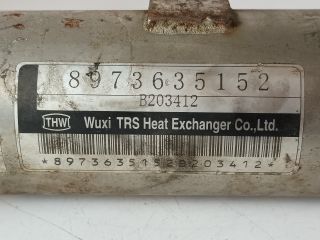 8973635152
B203412
THW Wuxi TRS Heat Exchanger Co.,Ltd.
*8973635152B203412*